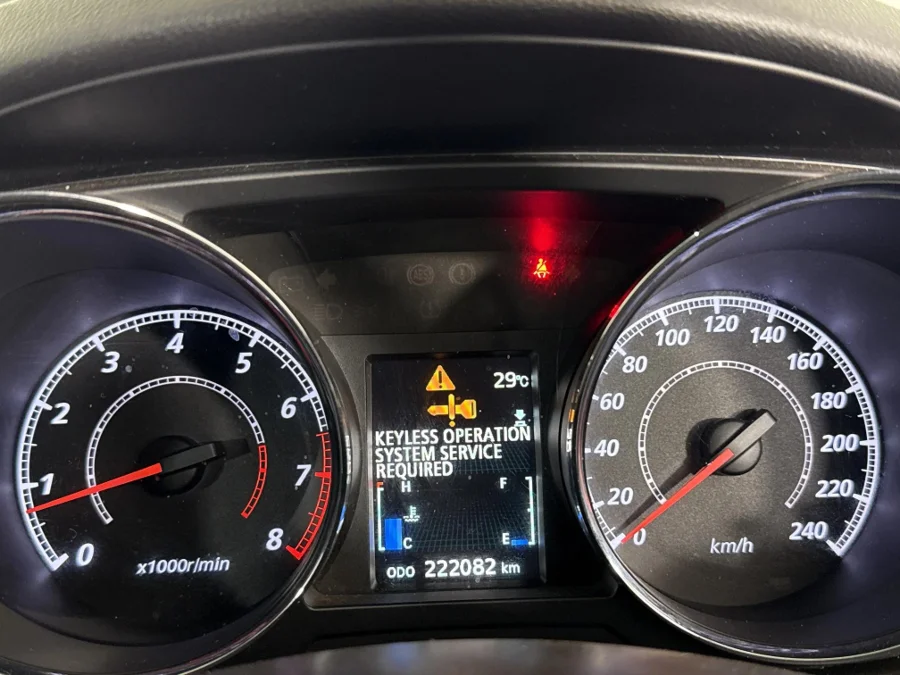 0
1
2
3
4
5
6
7
8
x1000r/min
29°C
KEYLESS OPERATION
SYSTEM SERVICE
REQUIRED
H
F
C
E
ODO 222082 km
0
20
40
60
80
100
120
140
160
180
200
220
240
km/h